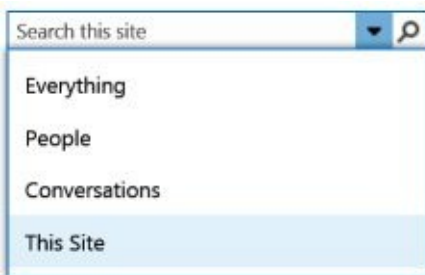 Search this site
Everything
People
Conversations
This Site